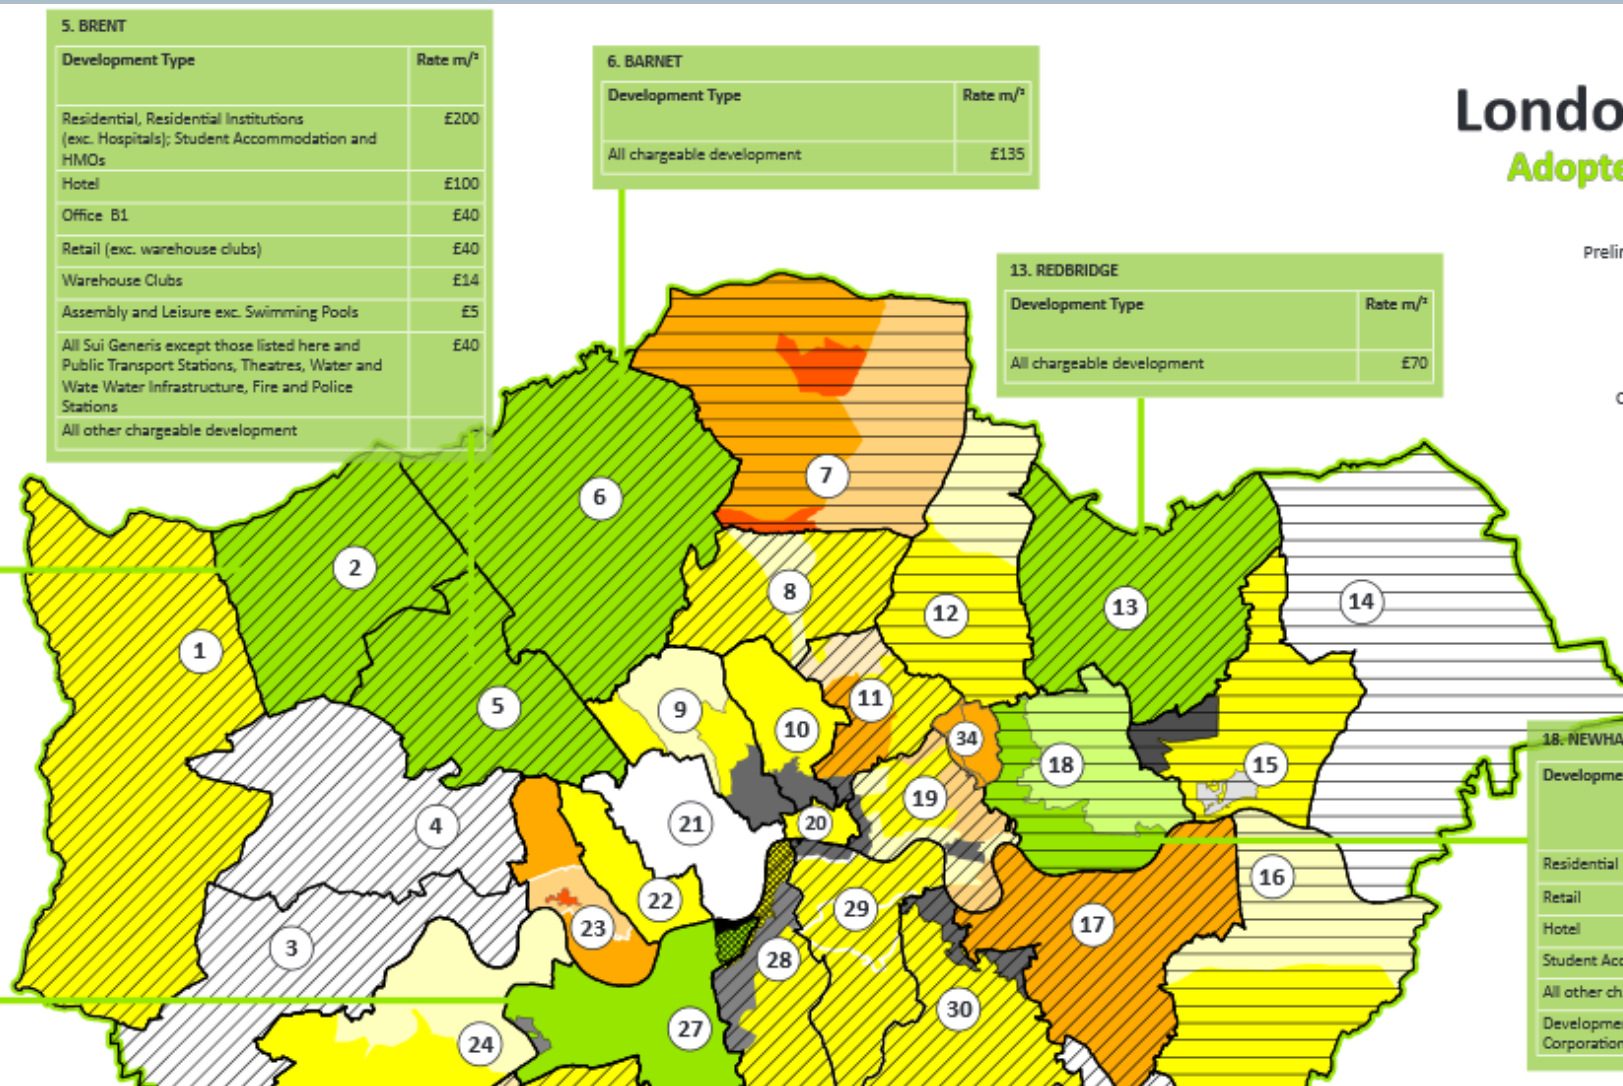 5. BRENT
Development Type Rate m/²
Residential, Residential Institutions £200
(exc. Hospitals); Student Accommodation and
HMOs
Hotel £100
Office B1 £40
Retail (exc. warehouse clubs) £40
Warehouse Clubs £14
Assembly and Leisure exc. Swimming Pools £5
All Sui Generis except those listed here and £40
Public Transport Stations, Theatres, Water and
Wate Water Infrastructure, Fire and Police
Stations
All other chargeable development
6. BARNET
Development Type Rate m/²
All chargeable development £135
Londo
Adopte
Prelin
13. REDBRIDGE
Development Type Rate m/²
All chargeable development £70
18. NEWHA
Developme
Residential
Retail
Hotel
Student Acc
All other ch
Developmer
Corporation
1
2
3
4
5
6
7
8
9
10
11
12
13
14
15
16
17
18
19
20
21
22
23
24
27
28
29
30
34